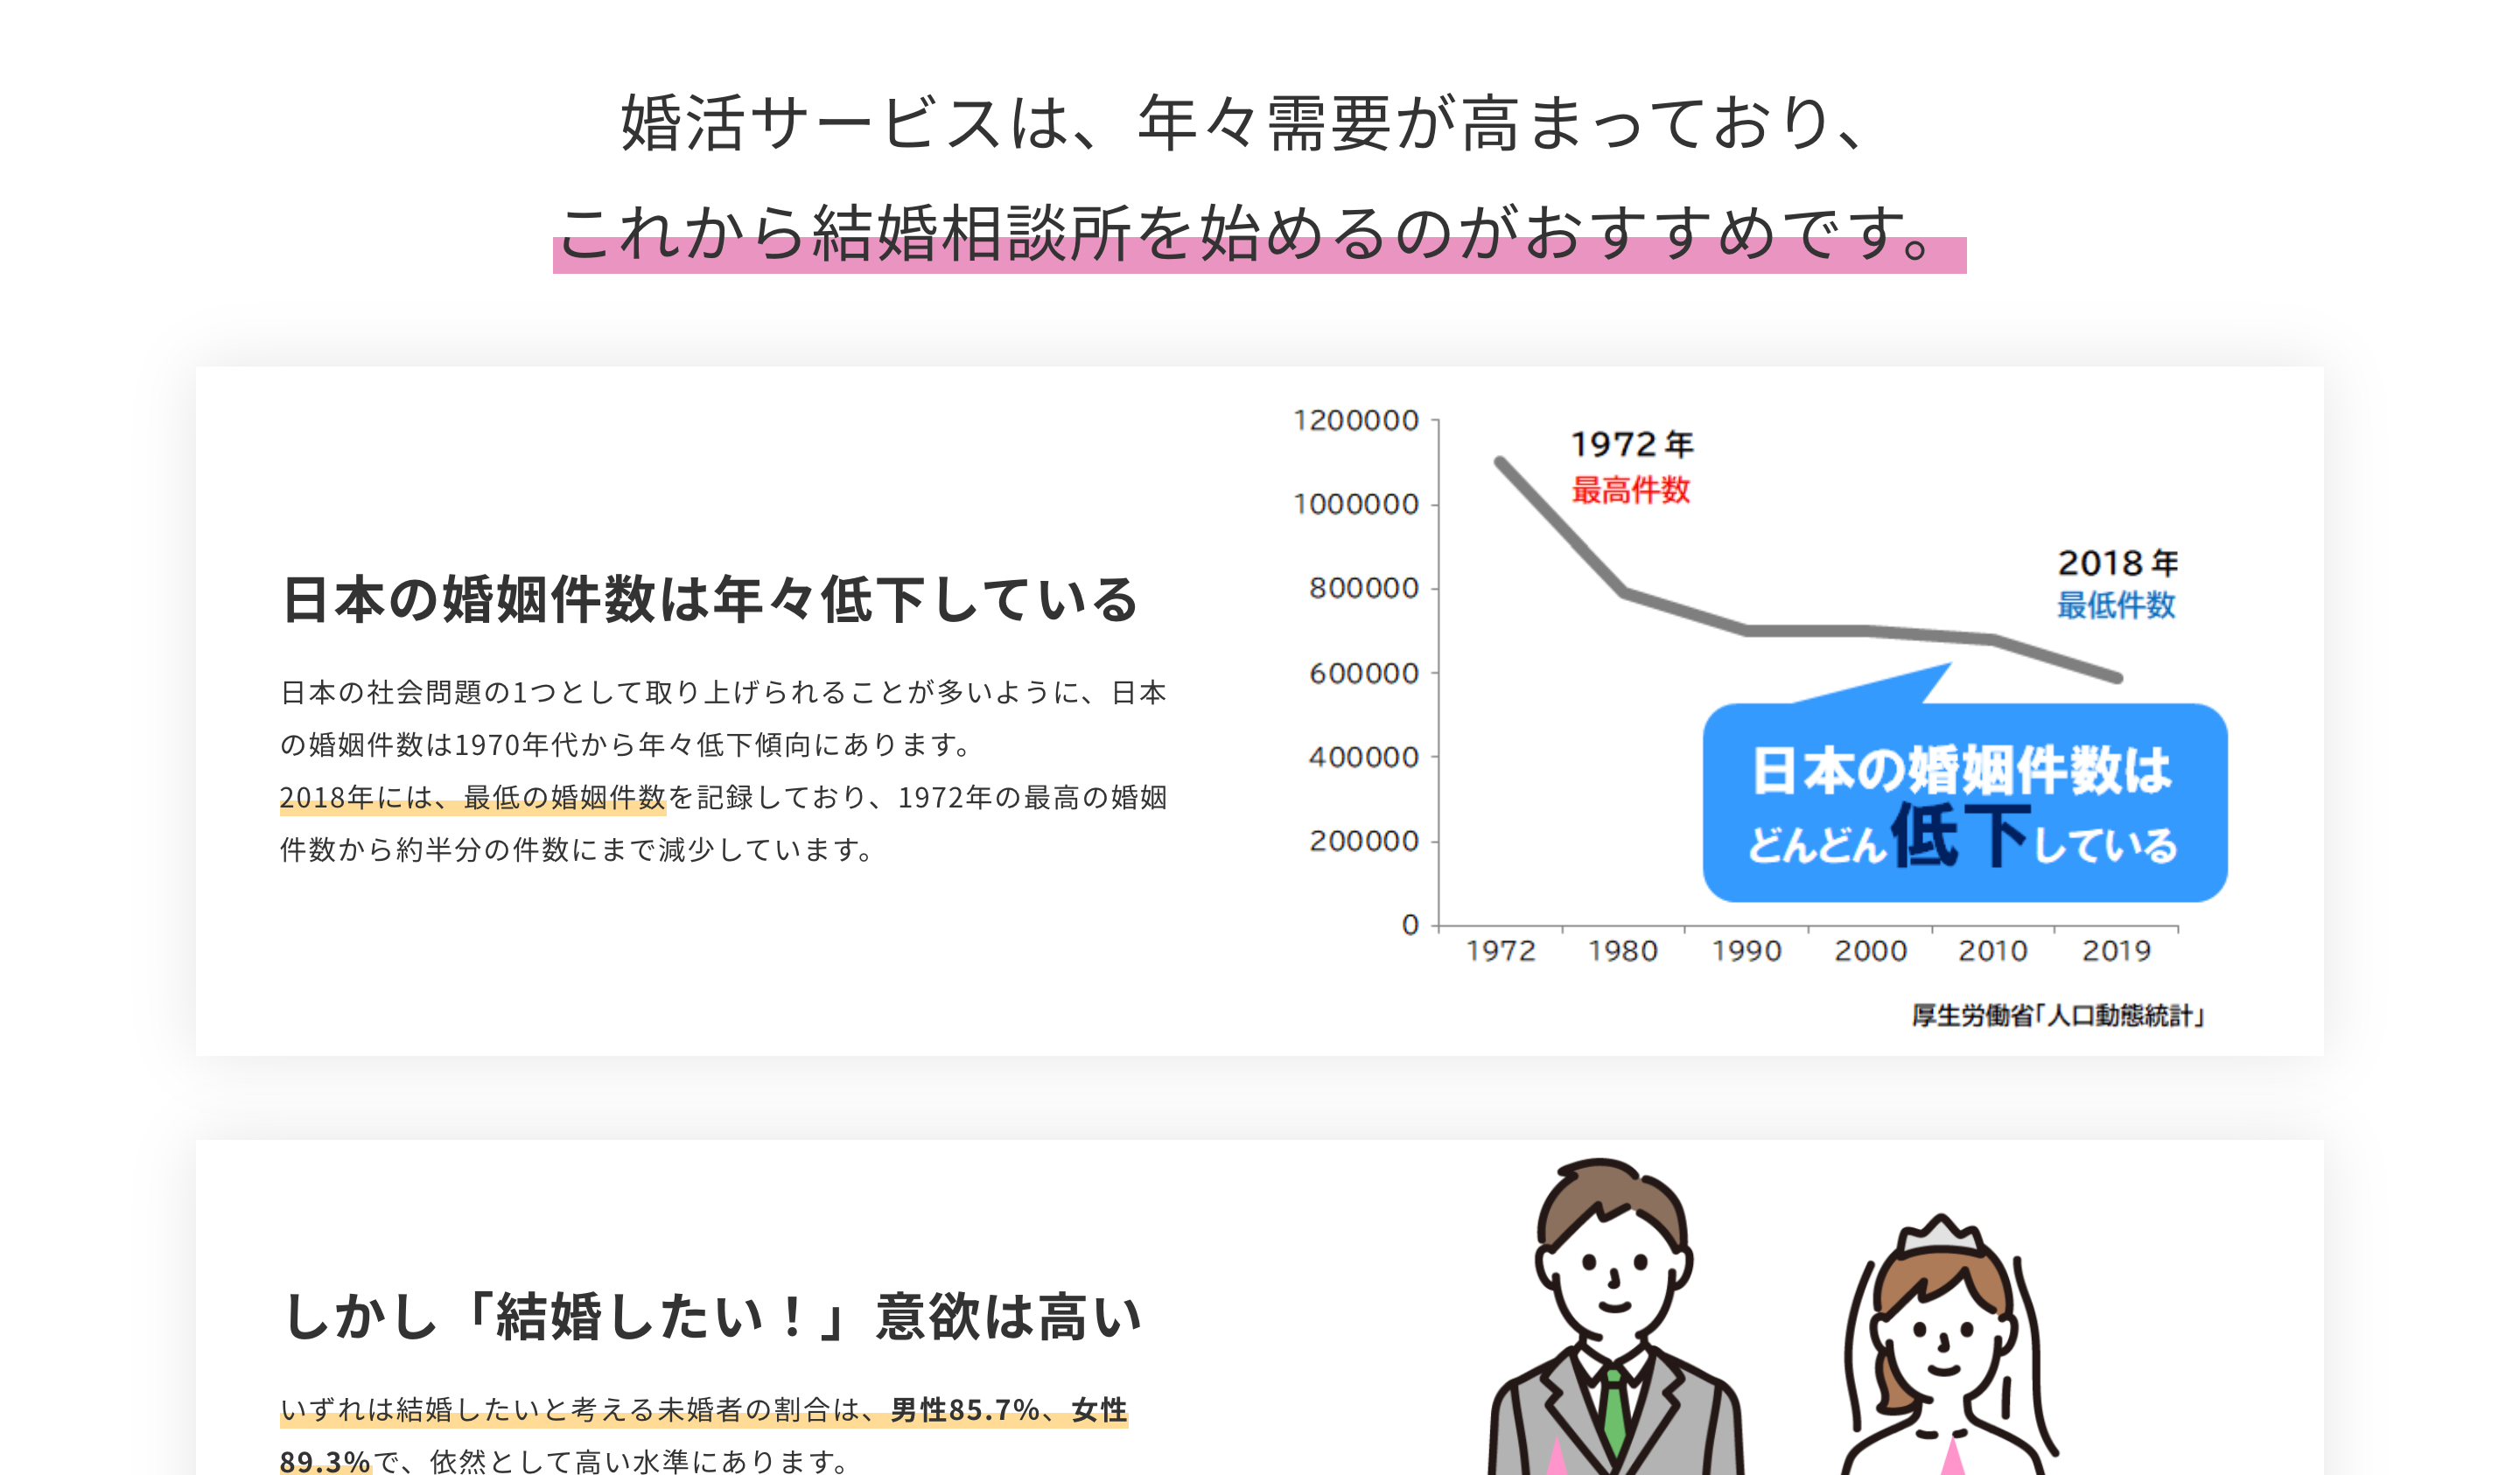 婚活サービスは、年々需要が高まっており、
これから結婚相談所を始めるのがおすすめです。
日本の婚姻件数は年々低下している
日本の社会問題の1つとして取り上げられることが多いように、日本
の婚姻件数は1970年代から年々低下傾向にあります。
2018年には、最低の婚姻件数を記録しており、1972年の最高の婚姻
件数から約半分の件数にまで減少しています。
1200000
1000000
800000
600000
400000
200000
0
1972年
最高件数
2018年
最低件数
日本の婚姻件数は
どんどん低下している
1972 1980 1990 2000 2010 2019
厚生労働省「人口動態統計」
しかし「結婚したい！」意欲は高い
いずれは結婚したいと考える未婚者の割合は、男性85.7%、女性
89.3%で、依然として高い水準にあります。